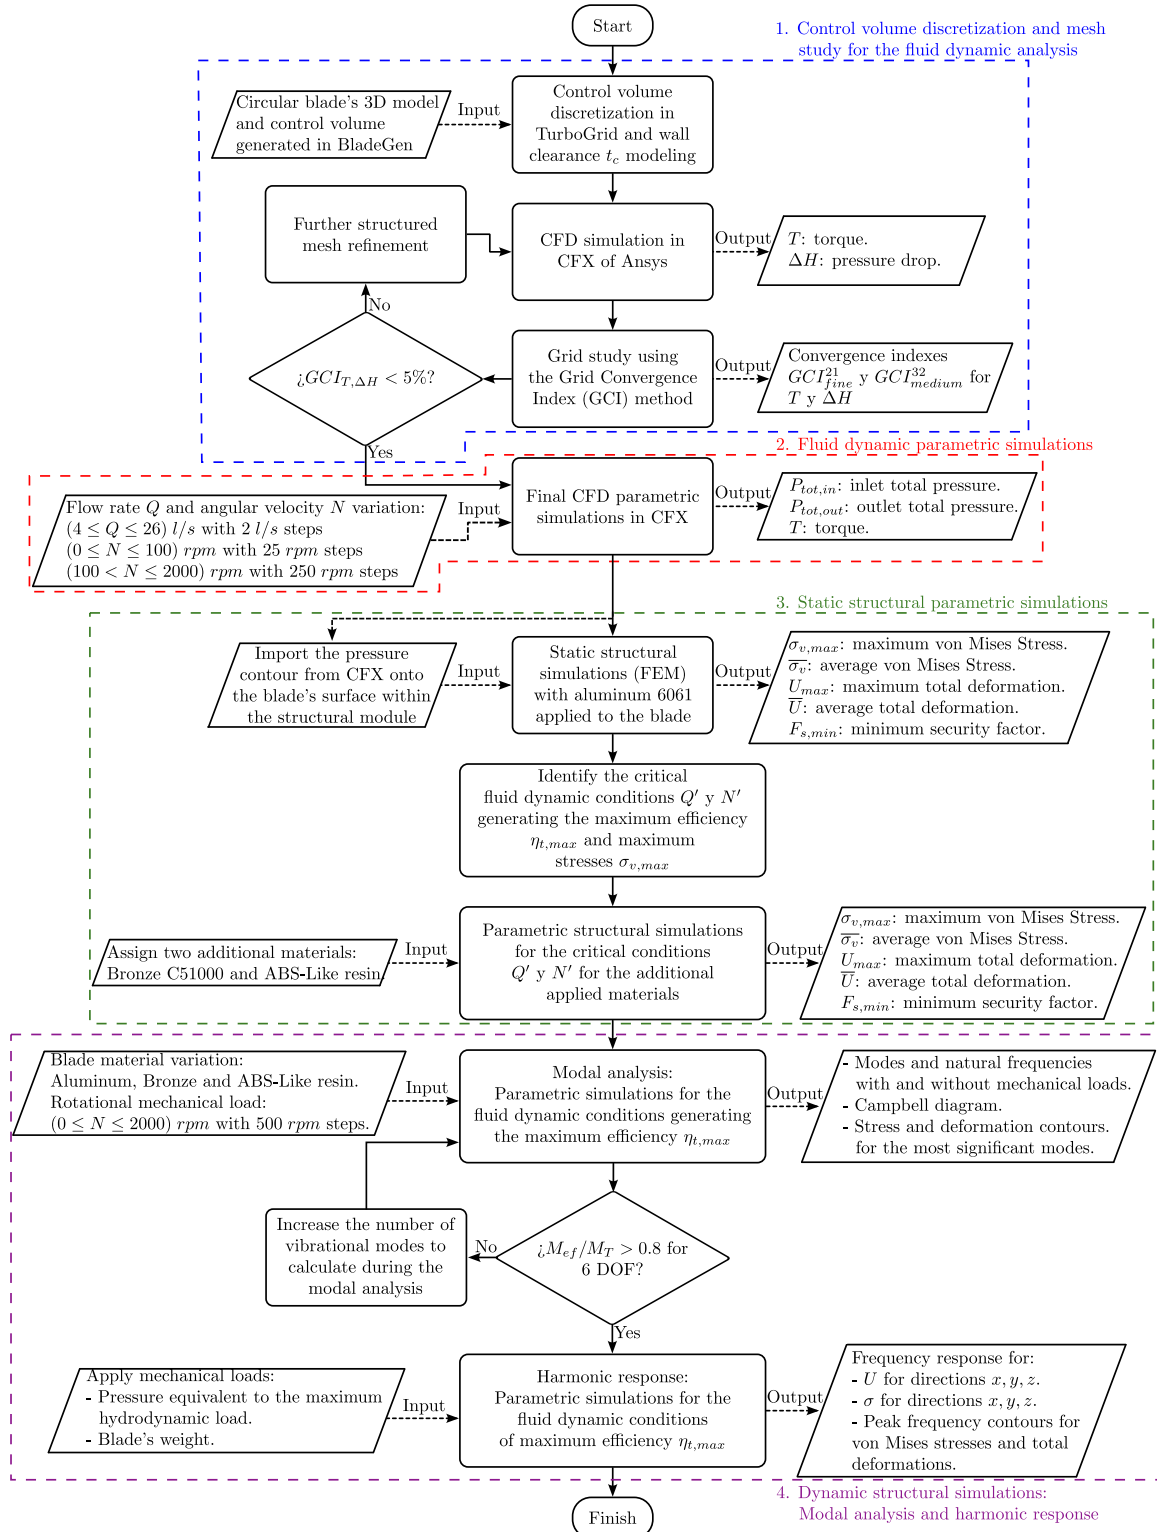 Start
1. Control volume discretization and mesh
study for the fluid dynamic analysis
Circular blade's 3D model
and control volume
generated in BladeGen
Input
Control volume
discretization in
TurboGrid and wall
clearance t_c modeling
Further structured
mesh refinement
CFD simulation in
CFX of Ansys
Output
T: torque.
ΔH: pressure drop.
No
¿GCI_{T,ΔH} < 5%?
Grid study using
the Grid Convergence
Index (GCI) method
Output
Convergence indexes
GCI^{21}_{fine} y GCI^{32}_{medium} for
T y ΔH
Yes
2. Fluid dynamic parametric simulations
Flow rate Q and angular velocity N variation:
(4 ≤ Q ≤ 26) l/s with 2 l/s steps
(0 ≤ N ≤ 100) rpm with 25 rpm steps
(100 < N ≤ 2000) rpm with 250 rpm steps
Input
Final CFD parametric
simulations in CFX
Output
P_{tot,in}: inlet total pressure.
P_{tot,out}: outlet total pressure.
T: torque.
3. Static structural parametric simulations
Import the pressure
contour from CFX onto
the blade's surface within
the structural module
Input
Static structural
simulations (FEM)
with aluminum 6061
applied to the blade
Output
σ_{v,max}: maximum von Mises Stress.
σ̅_v: average von Mises Stress.
U_{max}: maximum total deformation.
U̅: average total deformation.
F_{s,min}: minimum security factor.
Identify the critical
fluid dynamic conditions Q′ y N′
generating the maximum efficiency
η_{t,max} and maximum
stresses σ_{v,max}
Assign two additional materials:
Bronze C51000 and ABS-Like resin.
Input
Parametric structural simulations
for the critical conditions
Q′ y N′ for the additional
applied materials
Output
σ_{v,max}: maximum von Mises Stress.
σ̅_v: average von Mises Stress.
U_{max}: maximum total deformation.
U̅: average total deformation.
F_{s,min}: minimum security factor.
Blade material variation:
Aluminum, Bronze and ABS-Like resin.
Rotational mechanical load:
(0 ≤ N ≤ 2000) rpm with 500 rpm steps.
Input
Modal analysis:
Parametric simulations for the
fluid dynamic conditions generating
the maximum efficiency η_{t,max}
Output
- Modes and natural frequencies
with and without mechanical loads.
- Campbell diagram.
- Stress and deformation contours.
for the most significant modes.
Increase the number of
vibrational modes to
calculate during the
modal analysis
No
¿M_{ef}/M_T > 0.8 for
6 DOF?
Yes
Apply mechanical loads:
- Pressure equivalent to the maximum
hydrodynamic load.
- Blade's weight.
Input
Harmonic response:
Parametric simulations for the
fluid dynamic conditions
of maximum efficiency η_{t,max}
Output
Frequency response for:
- U for directions x, y, z.
- σ for directions x, y, z.
- Peak frequency contours for
von Mises stresses and total
deformations.
4. Dynamic structural simulations:
Modal analysis and harmonic response
Finish